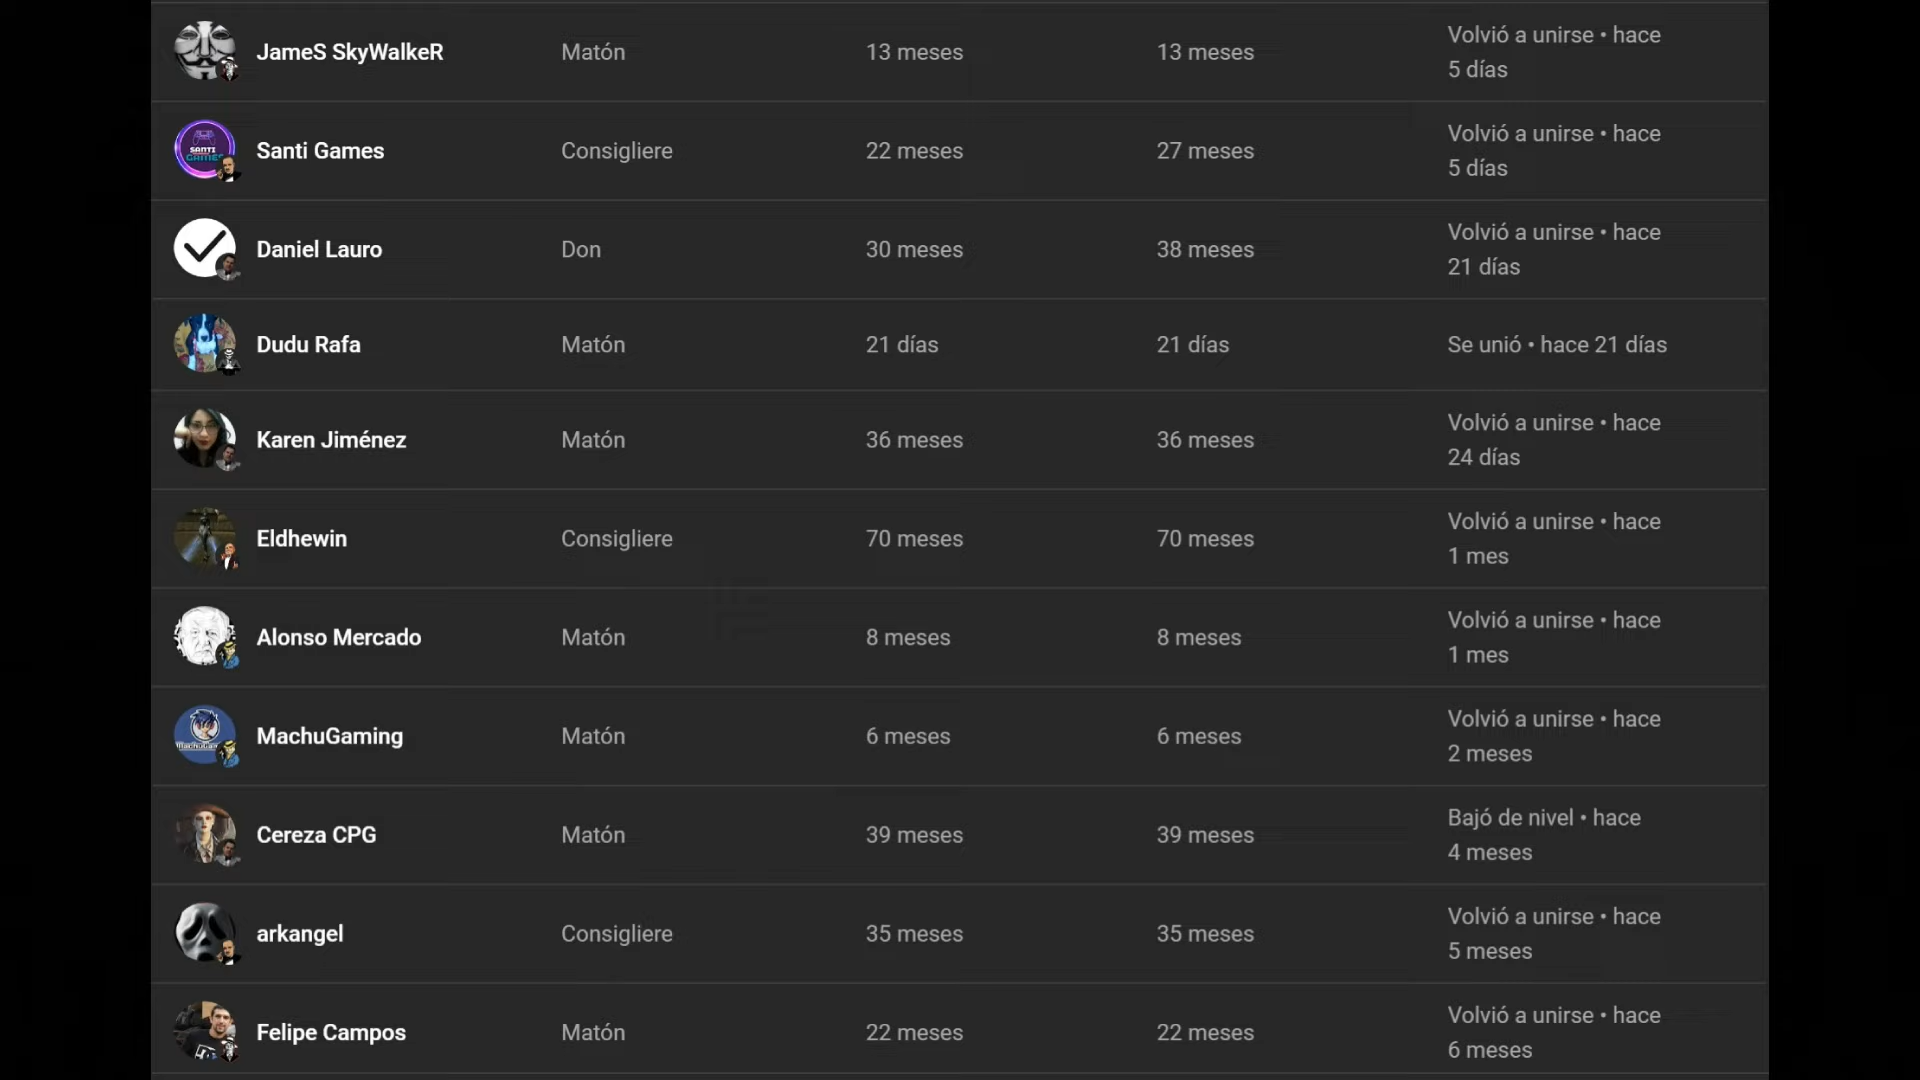 JameS SkyWalkeR Matón 13 meses 13 meses Volvió a unirse • hace
5 días
SANTI
GAMES
Santi Games Consigliere 22 meses 27 meses Volvió a unirse • hace
5 días
Daniel Lauro Don 30 meses 38 meses Volvió a unirse • hace
21 días
Dudu Rafa Matón 21 días 21 días Se unió • hace 21 días
Karen Jiménez Matón 36 meses 36 meses Volvió a unirse • hace
24 días
Eldhewin Consigliere 70 meses 70 meses Volvió a unirse • hace
1 mes
Alonso Mercado Matón 8 meses 8 meses Volvió a unirse • hace
1 mes
MachuGaming Matón 6 meses 6 meses Volvió a unirse • hace
2 meses
Cereza CPG Matón 39 meses 39 meses Bajó de nivel • hace
4 meses
arkangel Consigliere 35 meses 35 meses Volvió a unirse • hace
5 meses
Felipe Campos Matón 22 meses 22 meses Volvió a unirse • hace
6 meses